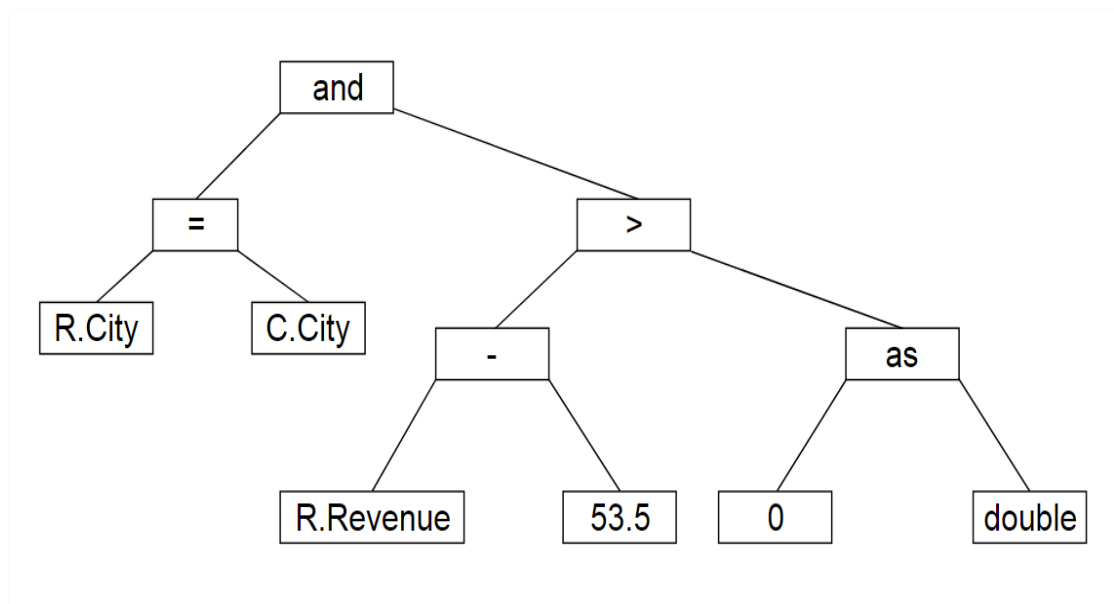 and
=
>
R.City
C.City
-
as
R.Revenue
53.5
0
double